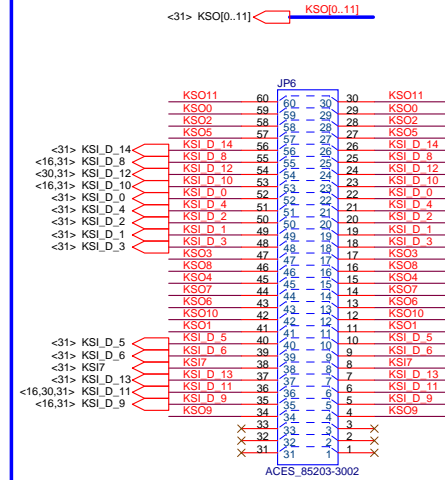 <31> KSO[0..11] KSO[0..11]
JP6
KSO11 60 60 30 30 KSO11
KSO0 59 59 29 29 KSO0
KSO2 58 58 28 28 KSO2
KSO5 57 57 27 27 KSO5
<31> KSI_D_14 KSI_D_14 56 56 26 26 KSI_D_14
<16,31> KSI_D_8 KSI_D_8 55 55 25 25 KSI_D_8
<30,31> KSI_D_12 KSI_D_12 54 54 24 24 KSI_D_12
<16,31> KSI_D_10 KSI_D_10 53 53 23 23 KSI_D_10
<31> KSI_D_0 KSI_D_0 52 52 22 22 KSI_D_0
<31> KSI_D_4 KSI_D_4 51 51 21 21 KSI_D_4
<31> KSI_D_2 KSI_D_2 50 50 20 20 KSI_D_2
<31> KSI_D_1 KSI_D_1 49 49 19 19 KSI_D_1
<31> KSI_D_3 KSI_D_3 48 48 18 18 KSI_D_3
KSO3 47 47 17 17 KSO3
KSO8 46 46 16 16 KSO8
KSO4 45 45 15 15 KSO4
KSO7 44 44 14 14 KSO7
KSO6 43 43 13 13 KSO6
KSO10 42 42 12 12 KSO10
KSO1 41 41 11 11 KSO1
<31> KSI_D_5 KSI_D_5 40 40 10 10 KSI_D_5
<31> KSI_D_6 KSI_D_6 39 39 9 9 KSI_D_6
<31> KSI7 KSI7 38 38 8 8 KSI7
<31> KSI_D_13 KSI_D_13 37 37 7 7 KSI_D_13
<16,30,31> KSI_D_11 KSI_D_11 36 36 6 6 KSI_D_11
<16,31> KSI_D_9 KSI_D_9 35 35 5 5 KSI_D_9
KSO9 34 34 4 4 KSO9
33 33 3 3
32 32 2 2
31 31 1 1
ACES_85203-3002